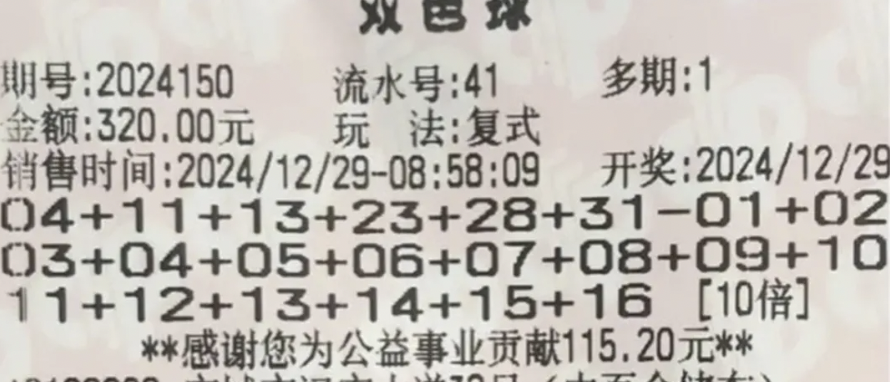 双色球
期号:2024150 流水号:41 多期:1
金额:320.00元 玩 法:复式
销售时间:2024/12/29-08:58:09 开奖:2024/12/29
04+11+13+23+28+31-01+02
03+04+05+06+07+08+09+10
11+12+13+14+15+16 [10倍]
**感谢您为公益事业贡献115.20元**